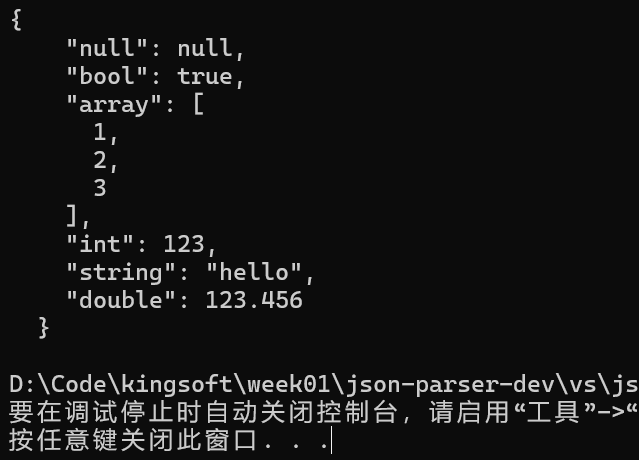 {
    "null": null,
    "bool": true,
    "array": [
      1,
      2,
      3
    ],
    "int": 123,
    "string": "hello",
    "double": 123.456
  }
D:\Code\kingsoft\week01\json-parser-dev\vs\js
要在调试停止时自动关闭控制台，请启用“工具”->“
按任意键关闭此窗口. . .